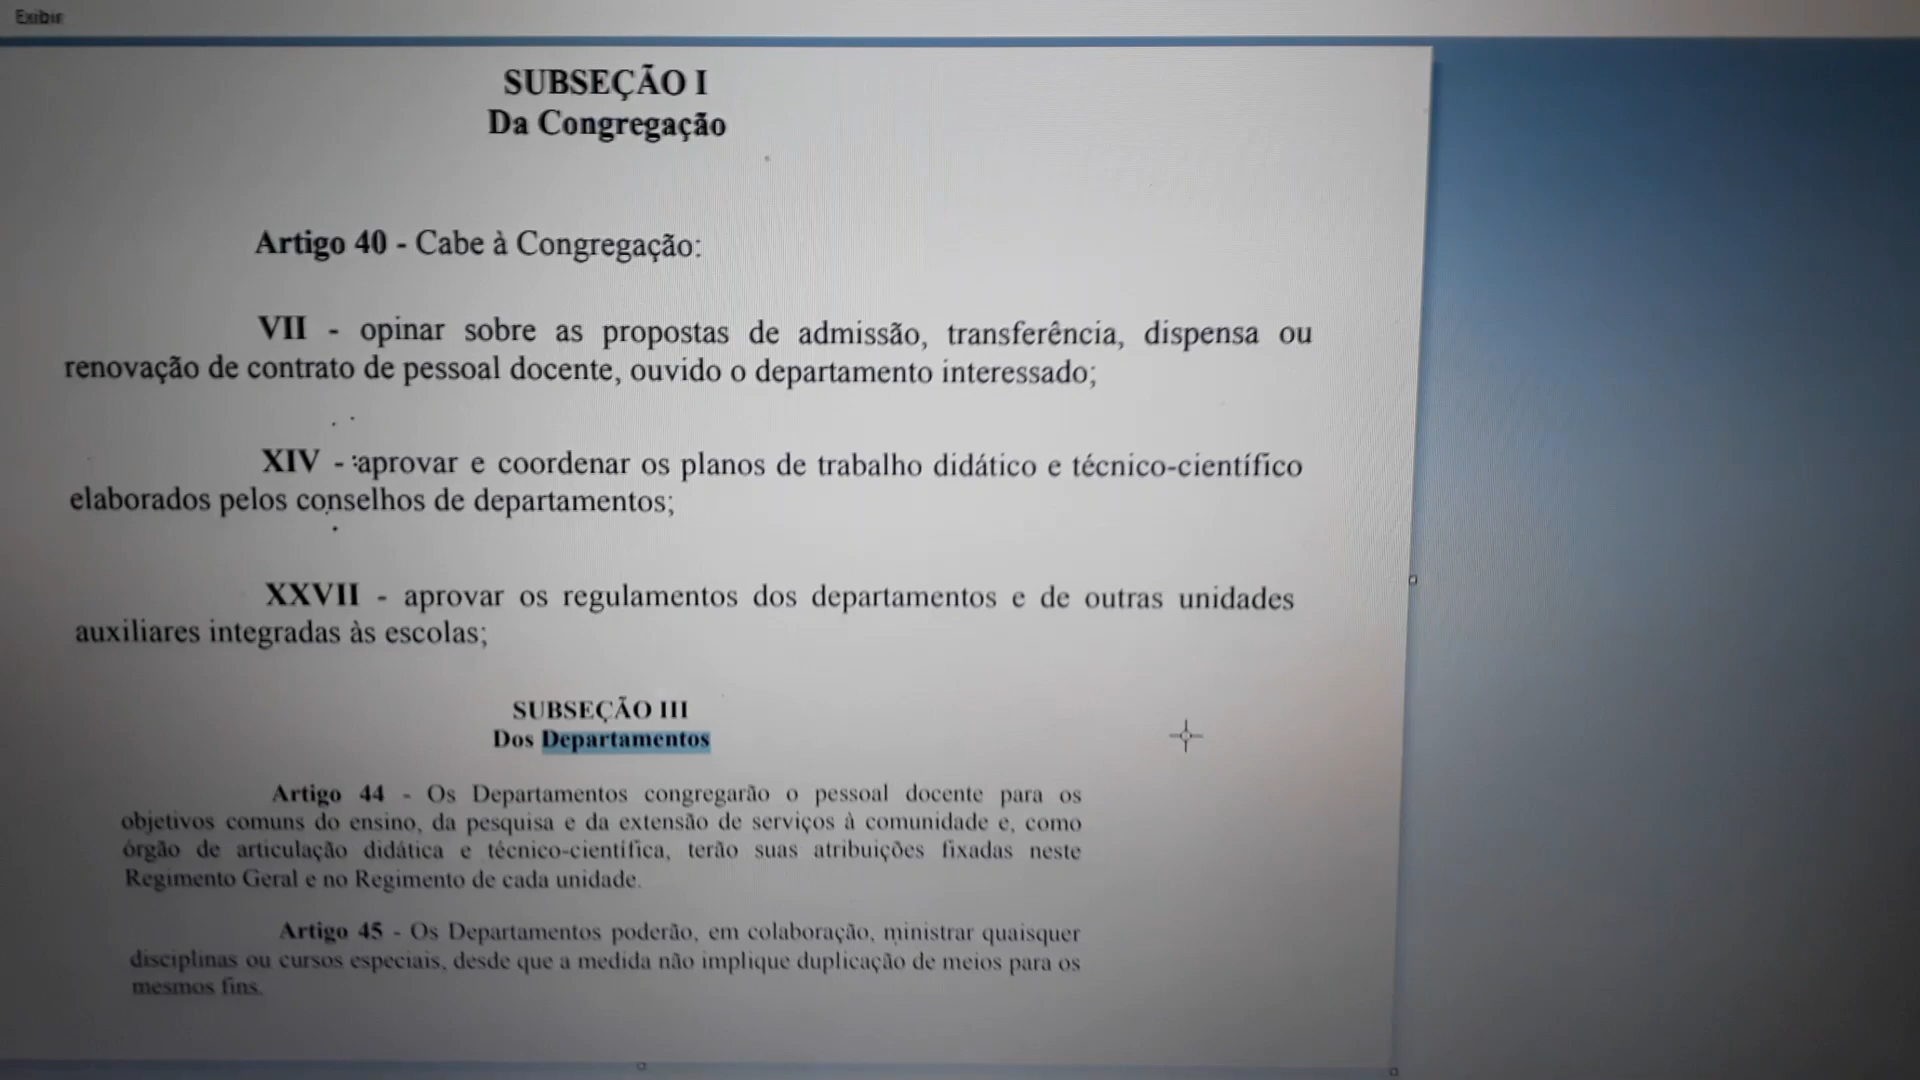 Exibir
SUBSEÇÃO I
Da Congregação
Artigo 40 - Cabe à Congregação:
VII - opinar sobre as propostas de admissão, transferência, dispensa ou
renovação de contrato de pessoal docente, ouvido o departamento interessado;
XIV - aprovar e coordenar os planos de trabalho didático e técnico-científico
elaborados pelos conselhos de departamentos;
XXVII - aprovar os regulamentos dos departamentos e de outras unidades
auxiliares integradas às escolas;
SUBSEÇÃO III
Dos Departamentos
Artigo 44 - Os Departamentos congregarão o pessoal docente para os
objetivos comuns do ensino, da pesquisa e da extensão de serviços à comunidade e, como
órgão de articulação didática e técnico-científica, terão suas atribuições fixadas neste
Regimento Geral e no Regimento de cada unidade.
Artigo 45 - Os Departamentos poderão, em colaboração, ministrar quaisquer
disciplinas ou cursos especiais, desde que a medida não implique duplicação de meios para os
mesmos fins.